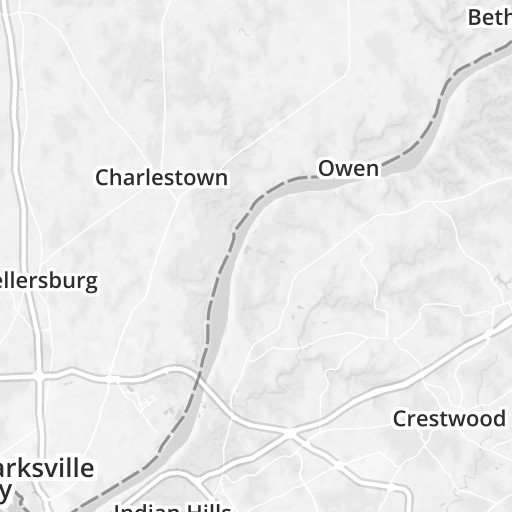 Beth
Owen
Charlestown
ellersburg
Crestwood
arksville
y
Indian Hills